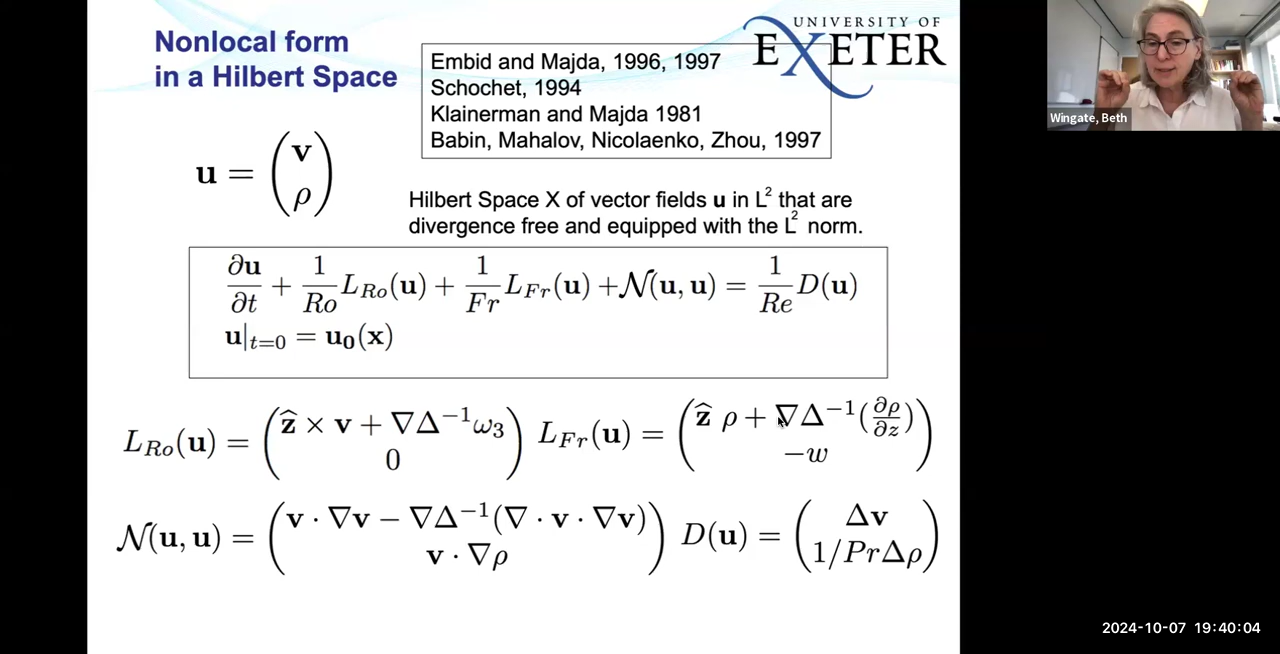 Nonlocal form
in a Hilbert Space
UNIVERSITY OF
EXETER
Embid and Majda, 1996, 1997
Schochet, 1994
Klainerman and Majda 1981
Babin, Mahalov, Nicolaenko, Zhou, 1997
Wingate, Beth
u = (v ρ)
Hilbert Space X of vector fields u in L² that are
divergence free and equipped with the L² norm.
∂u/∂t + 1/Ro L_Ro(u) + 1/Fr L_Fr(u) + 𝒩(u, u) = 1/Re D(u)
u|_{t=0} = u₀(x)
L_Ro(u) = (ẑ × v + ∇Δ⁻¹ω₃ 0) L_Fr(u) = (ẑ ρ + ∇Δ⁻¹(∂ρ/∂z) −w)
𝒩(u, u) = (v · ∇v − ∇Δ⁻¹(∇ · v · ∇v) v · ∇ρ) D(u) = (Δv 1/PrΔρ)
2024-10-07 19:40:04